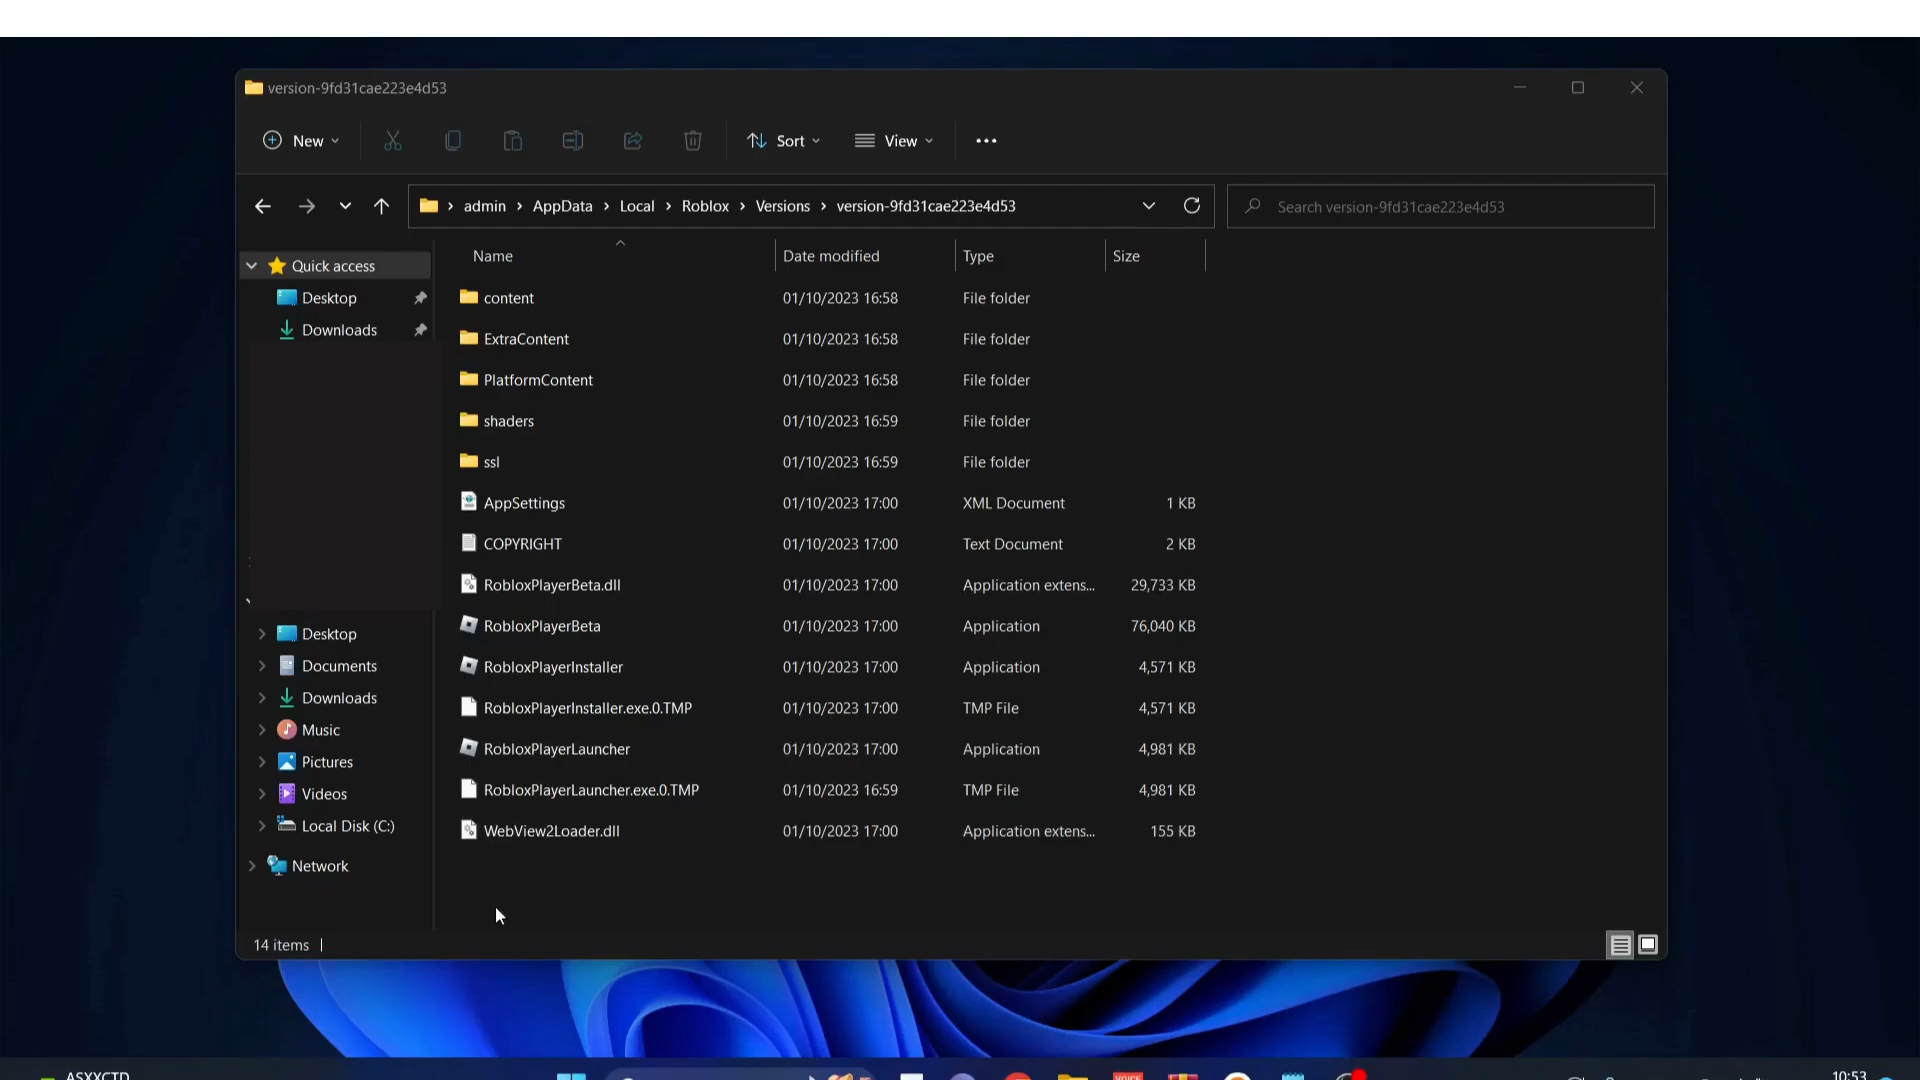 version-9fd31cae223e4d53
New Sort View
admin AppData Local Roblox Versions version-9fd31cae223e4d53 Search version-9fd31cae223e4d53
Name Date modified Type Size
Quick access
Desktop
Downloads
content 01/10/2023 16:58 File folder
ExtraContent 01/10/2023 16:58 File folder
PlatformContent 01/10/2023 16:58 File folder
shaders 01/10/2023 16:59 File folder
ssl 01/10/2023 16:59 File folder
AppSettings 01/10/2023 17:00 XML Document 1 KB
COPYRIGHT 01/10/2023 17:00 Text Document 2 KB
RobloxPlayerBeta.dll 01/10/2023 17:00 Application extens... 29,733 KB
RobloxPlayerBeta 01/10/2023 17:00 Application 76,040 KB
RobloxPlayerInstaller 01/10/2023 17:00 Application 4,571 KB
RobloxPlayerInstaller.exe.0.TMP 01/10/2023 17:00 TMP File 4,571 KB
RobloxPlayerLauncher 01/10/2023 17:00 Application 4,981 KB
RobloxPlayerLauncher.exe.0.TMP 01/10/2023 16:59 TMP File 4,981 KB
WebView2Loader.dll 01/10/2023 17:00 Application extens... 155 KB
Desktop
Documents
Downloads
Music
Pictures
Videos
Local Disk (C:)
Network
14 items
ASXXCTD
VOICE
10:53